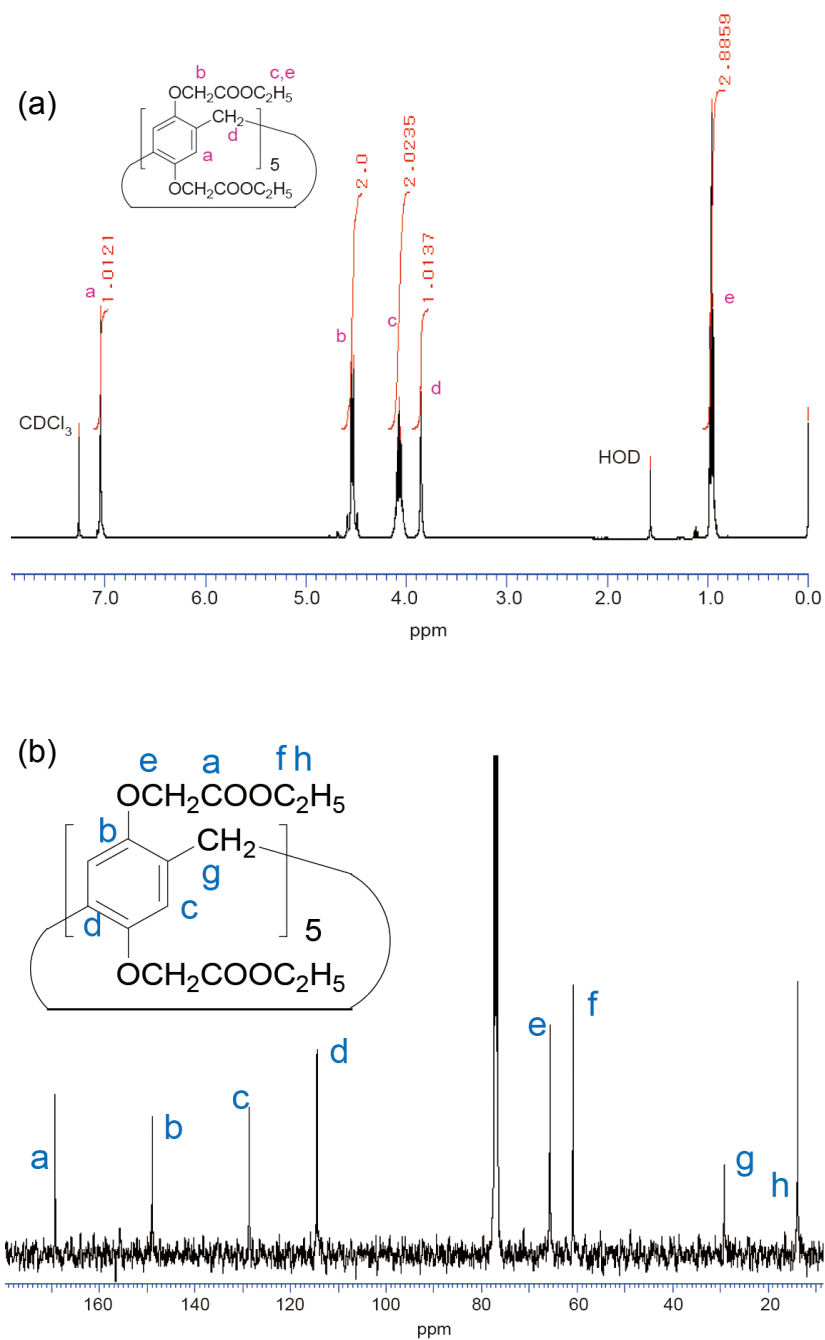 (a)
b
c,e
OCH2COOC2H5
CH2
d
a
5
OCH2COOC2H5
2.8859
2.0
2.0235
1.0137
1.0121
a
b
c
d
e
CDCl3
HOD
7.0 6.0 5.0 4.0 3.0 2.0 1.0 0.0
ppm
(b)
e a f h
OCH2COOC2H5
b
CH2
g
c
d
5
OCH2COOC2H5
a
b
c
d
e
f
g
h
160 140 120 100 80 60 40 20
ppm